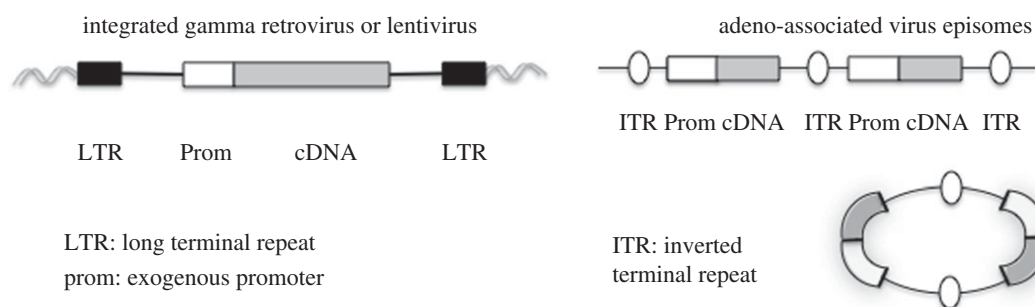 integrated gamma retrovirus or lentivirus
LTR Prom cDNA LTR
LTR: long terminal repeat
prom: exogenous promoter
adeno-associated virus episomes
ITR Prom cDNA ITR Prom cDNA ITR
ITR: inverted
terminal repeat